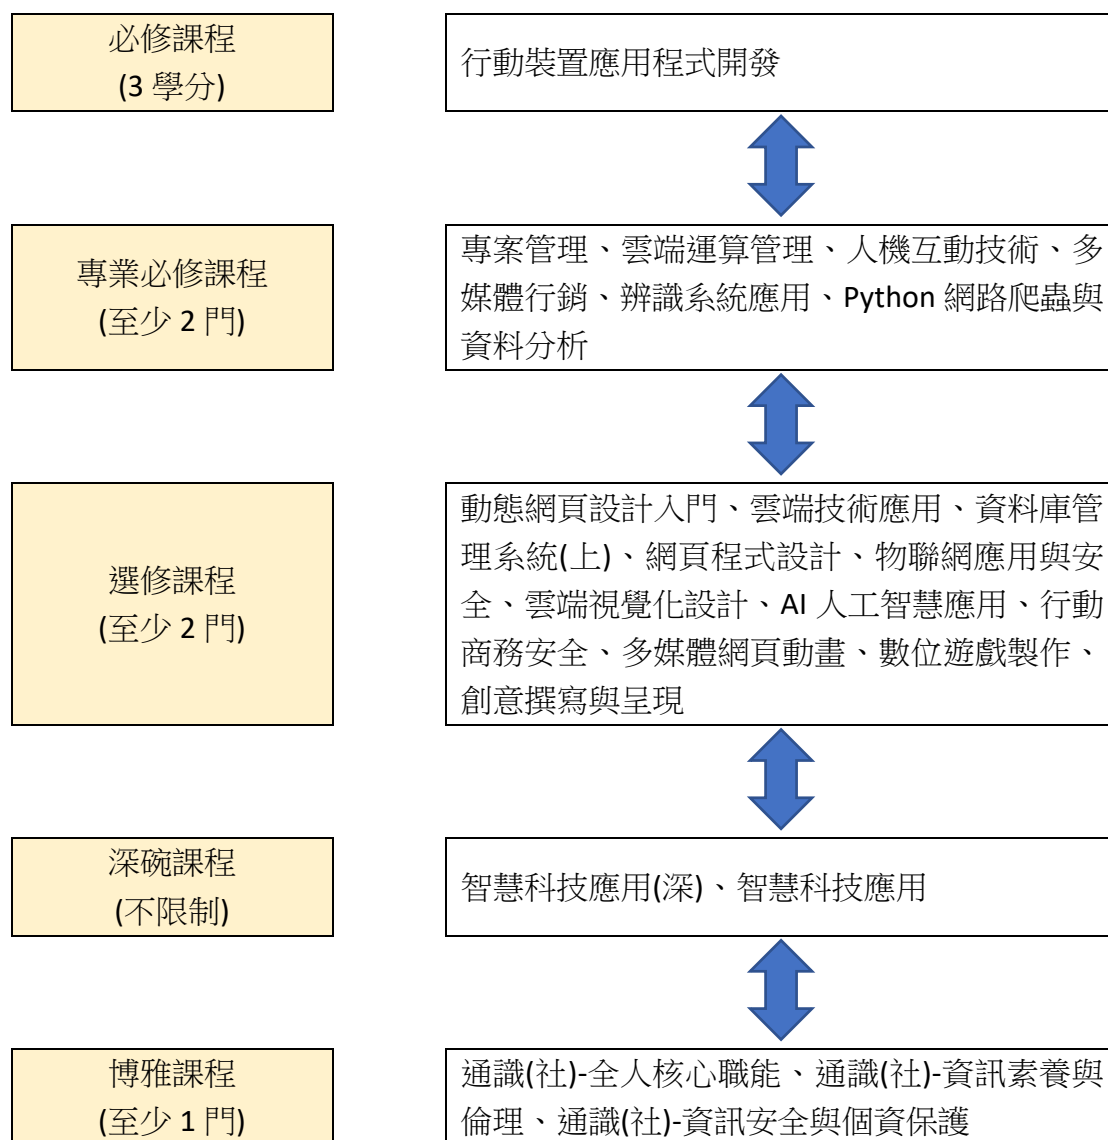 必修課程
(3 學分)
行動裝置應用程式開發
專業必修課程
(至少 2 門)
專案管理、雲端運算管理、人機互動技術、多
媒體行銷、辨識系統應用、Python 網路爬蟲與
資料分析
選修課程
(至少 2 門)
動態網頁設計入門、雲端技術應用、資料庫管
理系統(上)、網頁程式設計、物聯網應用與安
全、雲端視覺化設計、AI 人工智慧應用、行動
商務安全、多媒體網頁動畫、數位遊戲製作、
創意撰寫與呈現
深碗課程
(不限制)
智慧科技應用(深)、智慧科技應用
博雅課程
(至少 1 門)
通識(社)-全人核心職能、通識(社)-資訊素養與
倫理、通識(社)-資訊安全與個資保護